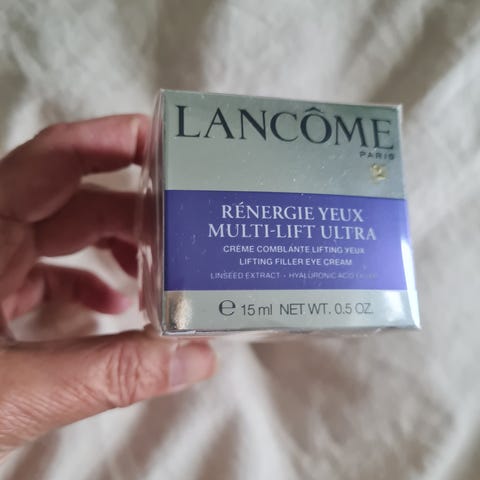 LANCÔME
PARIS
RÉNERGIE YEUX
MULTI-LIFT ULTRA
CRÈME COMBLANTE LIFTING YEUX
LIFTING FILLER EYE CREAM
LINSEED EXTRACT • HYALURONIC ACID
℮ 15 ml NET WT. 0.5 OZ.